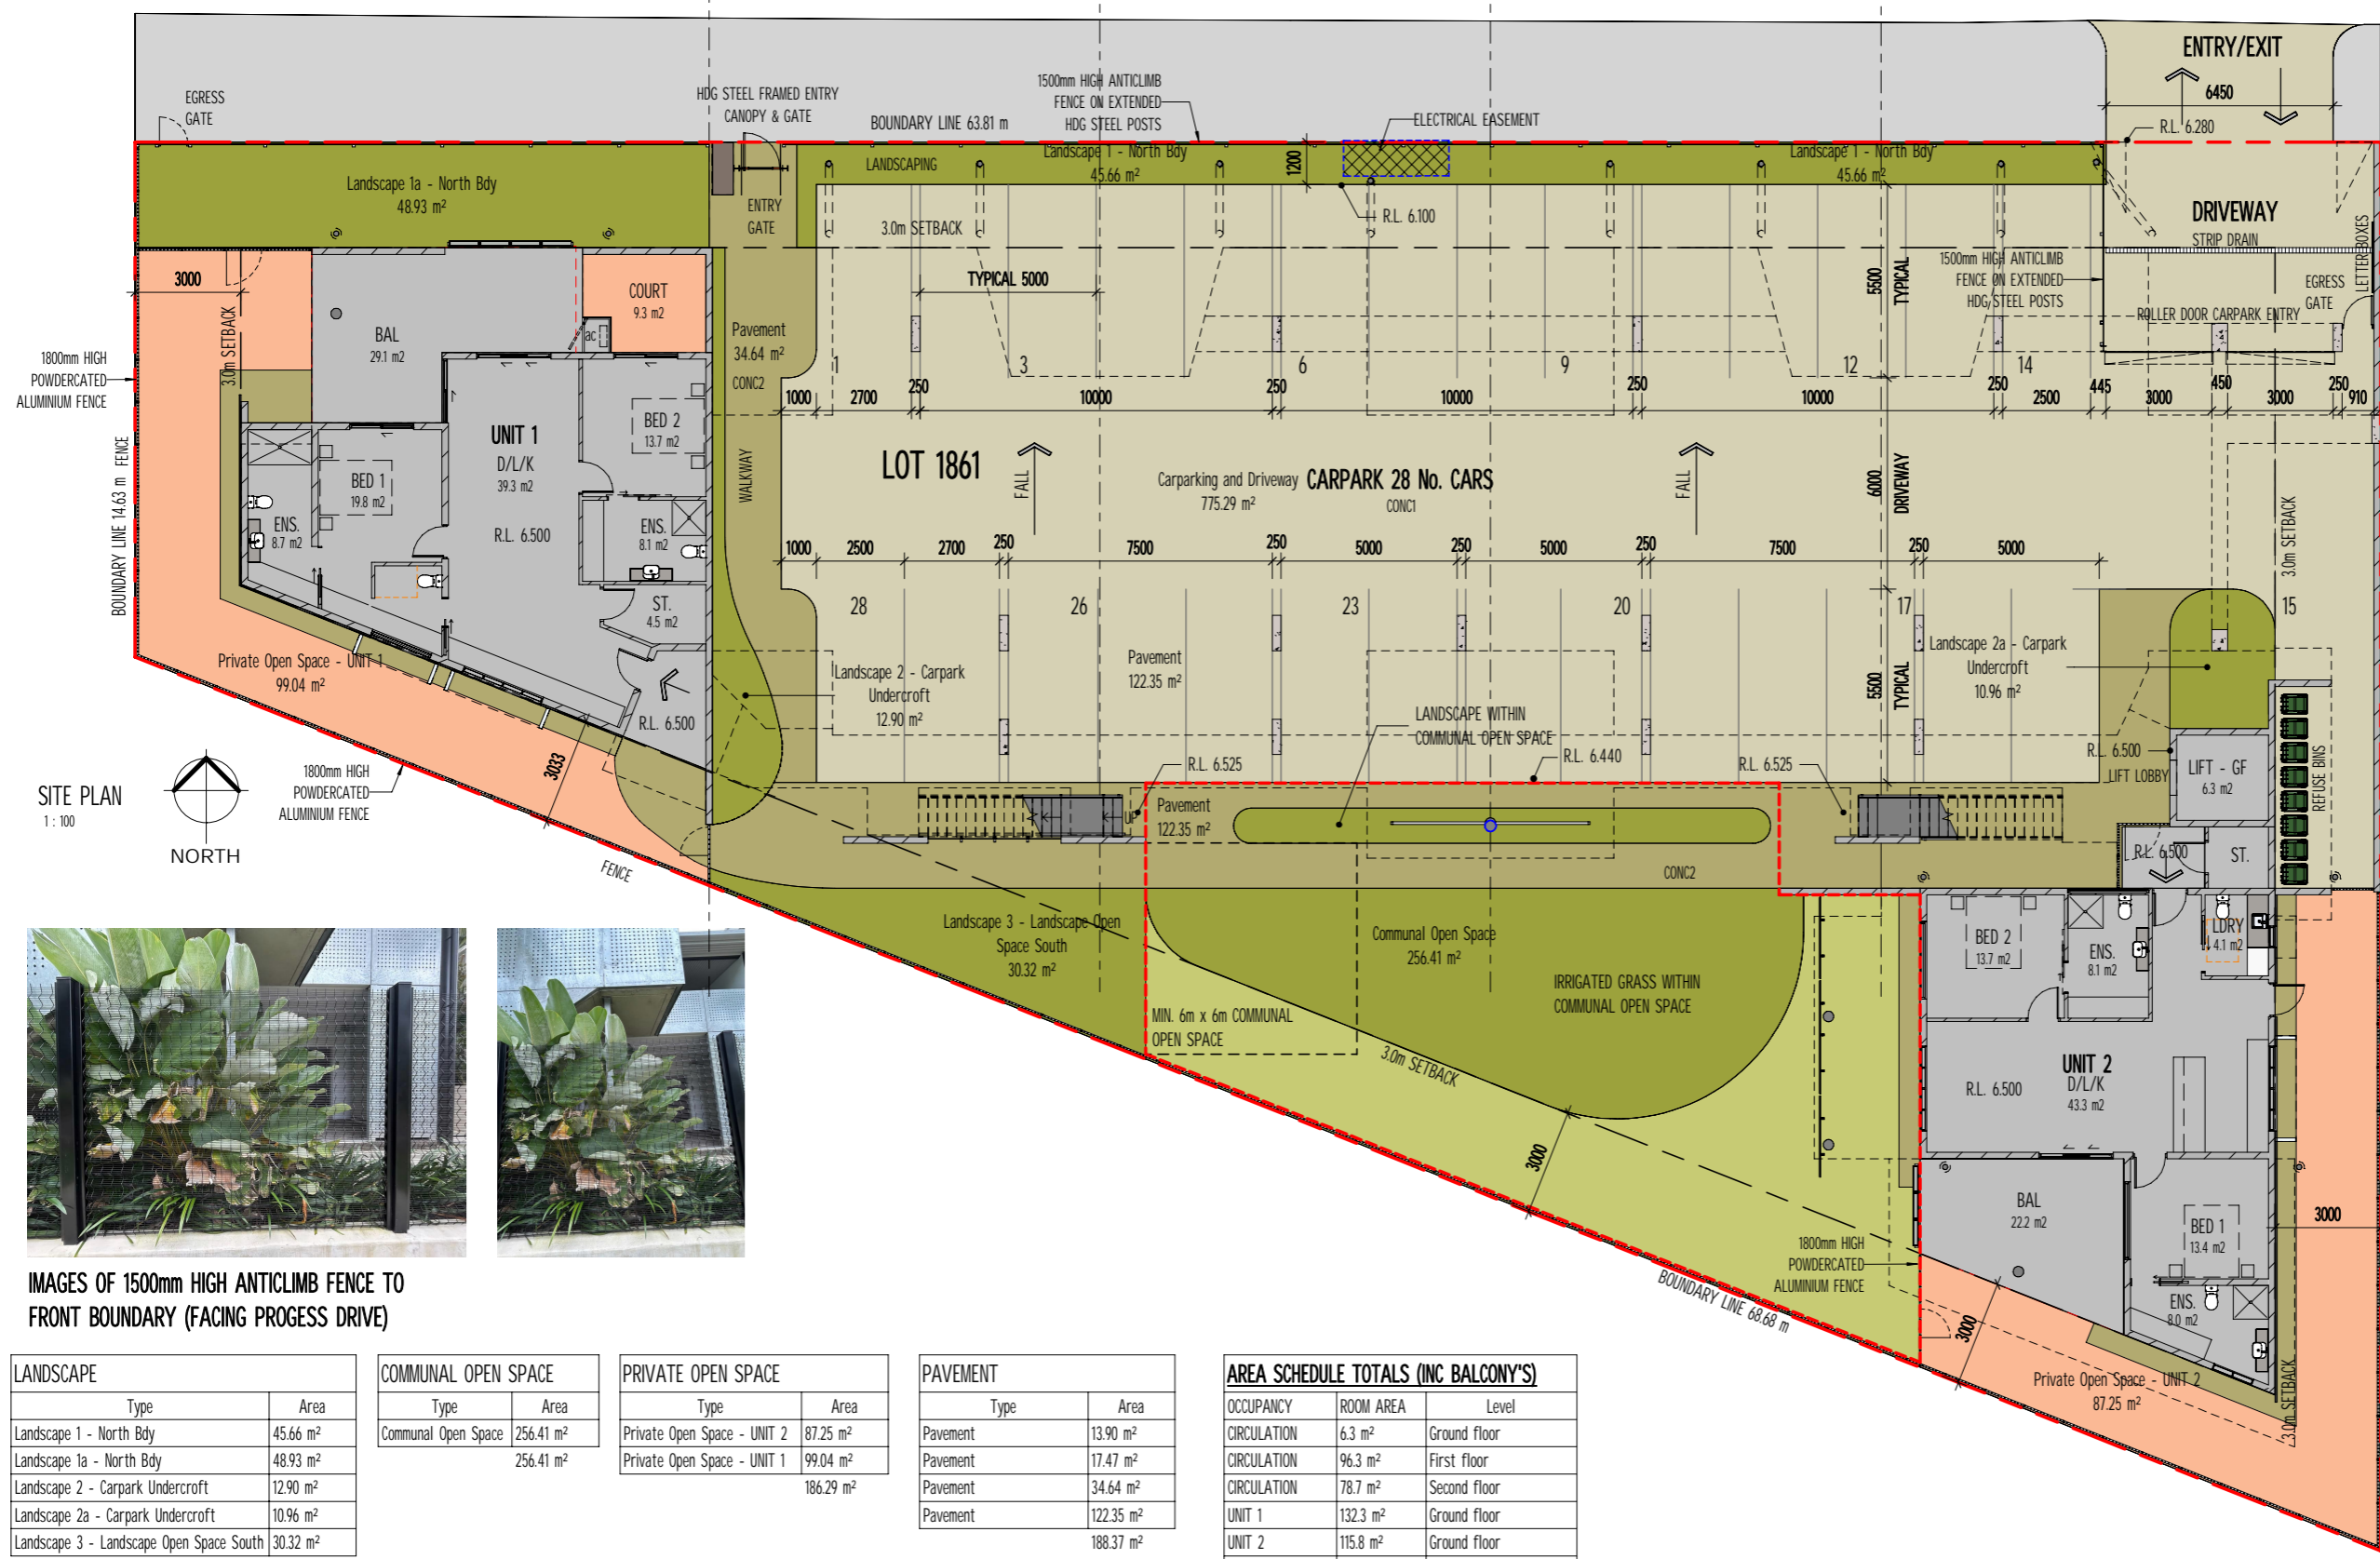 ENTRY/EXIT
6450
R.L. 6.280
EGRESS
GATE
HDG STEEL FRAMED ENTRY
CANOPY & GATE
BOUNDARY LINE 63.81 m
1500mm HIGH ANTICLIMB
FENCE ON EXTENDED
HDG STEEL POSTS
ELECTRICAL EASEMENT
LANDSCAPING
Landscape 1 - North Bdy
45.66 m²
1200
Landscape 1 - North Bdy
45.66 m²
Landscape 1a - North Bdy
48.93 m²
ENTRY
GATE
R.L. 6.100
3.0m SETBACK
DRIVEWAY
STRIP DRAIN
LETTER BOXES
1500mm HIGH ANTICLIMB
FENCE ON EXTENDED
HDG STEEL POSTS
EGRESS
GATE
ROLLER DOOR CARPARK ENTRY
3000
3.0m SETBACK
TYPICAL 5000
5500
TYPICAL
COURT
9.3 m2
BAL
29.1 m2
ac
Pavement
34.64 m²
CONC2
1800mm HIGH
POWDERCATED
ALUMINIUM FENCE
1
3
6
9
12
14
1000
2700
250
10000
250
10000
250
10000
250
2500
445
3000
450
3000
250
910
BOUNDARY LINE 14.63 m FENCE
UNIT 1
D/L/K
39.3 m2
R.L. 6.500
BED 2
13.7 m2
BED 1
19.8 m2
ENS.
8.7 m2
ENS.
8.1 m2
ST.
4.5 m2
WALKWAY
LOT 1861
FALL
Carparking and Driveway
775.29 m²
CARPARK 28 No. CARS
CONC1
FALL
6000
DRIVEWAY
3.0m SETBACK
1000
2500
2700
250
7500
250
5000
250
5000
250
7500
250
5000
28
26
23
20
17
15
Private Open Space - UNIT 1
99.04 m²
R.L. 6.500
Landscape 2 - Carpark
Undercroft
12.90 m²
Pavement
122.35 m²
5500
TYPICAL
Landscape 2a - Carpark
Undercroft
10.96 m²
LANDSCAPE WITHIN
COMMUNAL OPEN SPACE
R.L. 6.440
R.L. 6.525
R.L. 6.525
R.L. 6.500
LIFT LOBBY
LIFT - GF
6.3 m2
REFUSE BINS
SITE PLAN
1 : 100
NORTH
1800mm HIGH
POWDERCATED
ALUMINIUM FENCE
3033
UP
Pavement
122.35 m²
CONC2
R.L. 6.500
ST.
FENCE
Landscape 3 - Landscape Open
Space South
30.32 m²
Communal Open Space
256.41 m²
IRRIGATED GRASS WITHIN
COMMUNAL OPEN SPACE
MIN. 6m x 6m COMMUNAL
OPEN SPACE
3.0m SETBACK
3000
BED 2
13.7 m2
ENS.
8.1 m2
LDRY
4.1 m2
UNIT 2
D/L/K
43.3 m2
R.L. 6.500
BAL
22.2 m2
BED 1
13.4 m2
ENS.
8.0 m2
3000
1800mm HIGH
POWDERCATED
ALUMINIUM FENCE
BOUNDARY LINE 68.68 m
3000
3.0m SETBACK
Private Open Space - UNIT 2
87.25 m²
IMAGES OF 1500mm HIGH ANTICLIMB FENCE TO
FRONT BOUNDARY (FACING PROGESS DRIVE)
LANDSCAPE
Type Area
Landscape 1 - North Bdy 45.66 m²
Landscape 1a - North Bdy 48.93 m²
Landscape 2 - Carpark Undercroft 12.90 m²
Landscape 2a - Carpark Undercroft 10.96 m²
Landscape 3 - Landscape Open Space South 30.32 m²
COMMUNAL OPEN SPACE
Type Area
Communal Open Space 256.41 m²
256.41 m²
PRIVATE OPEN SPACE
Type Area
Private Open Space - UNIT 2 87.25 m²
Private Open Space - UNIT 1 99.04 m²
186.29 m²
PAVEMENT
Type Area
Pavement 13.90 m²
Pavement 17.47 m²
Pavement 34.64 m²
Pavement 122.35 m²
188.37 m²
AREA SCHEDULE TOTALS (INC BALCONY'S)
OCCUPANCY ROOM AREA Level
CIRCULATION 6.3 m² Ground floor
CIRCULATION 96.3 m² First floor
CIRCULATION 78.7 m² Second floor
UNIT 1 132.3 m² Ground floor
UNIT 2 115.8 m² Ground floor